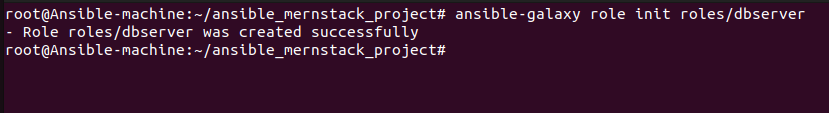 root@Ansible-machine:~/ansible_mernstack_project# ansible-galaxy role init roles/dbserver
- Role roles/dbserver was created successfully
root@Ansible-machine:~/ansible_mernstack_project#